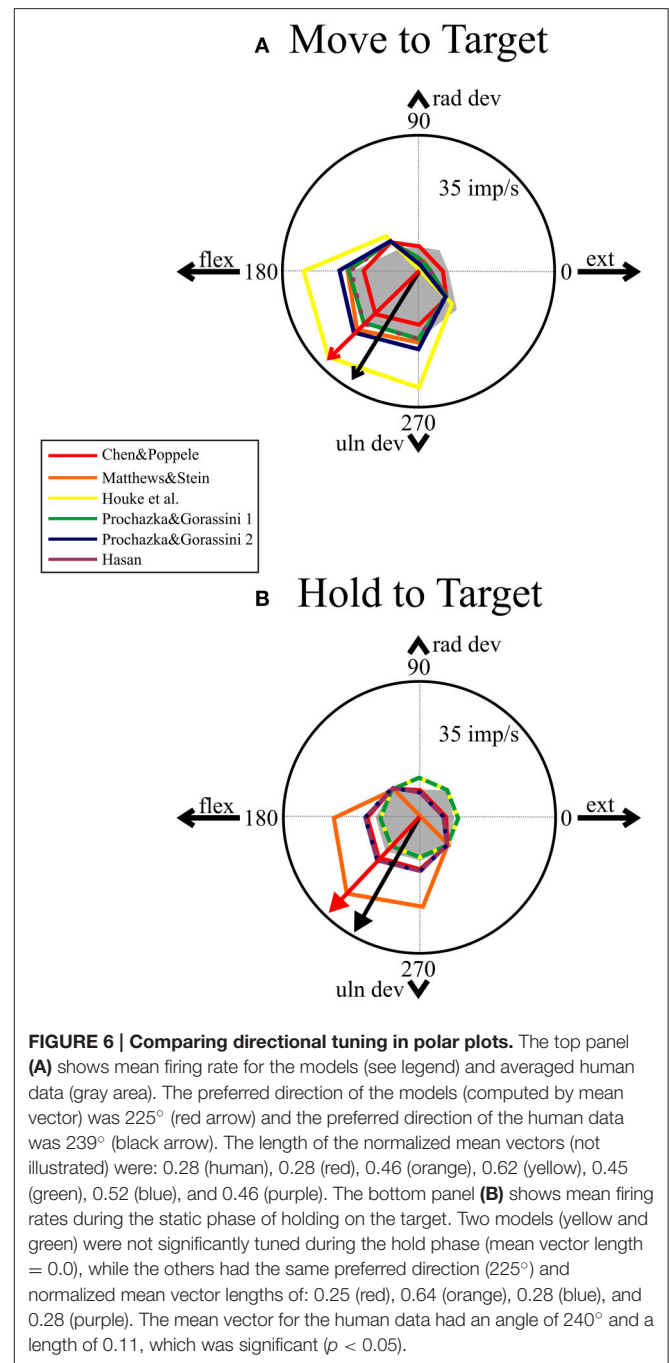 A Move to Target
rad dev
90
35 imp/s
flex
180
0
ext
270
uln dev
Chen&Poppele
Matthews&Stein
Houke et al.
Prochazka&Gorassini 1
Prochazka&Gorassini 2
Hasan
B Hold to Target
rad dev
90
35 imp/s
flex
180
0
ext
270
uln dev
FIGURE 6 | Comparing directional tuning in polar plots. The top panel
(A) shows mean firing rate for the models (see legend) and averaged human
data (gray area). The preferred direction of the models (computed by mean
vector) was 225° (red arrow) and the preferred direction of the human data
was 239° (black arrow). The length of the normalized mean vectors (not
illustrated) were: 0.28 (human), 0.28 (red), 0.46 (orange), 0.62 (yellow), 0.45
(green), 0.52 (blue), and 0.46 (purple). The bottom panel (B) shows mean firing
rates during the static phase of holding on the target. Two models (yellow and
green) were not significantly tuned during the hold phase (mean vector length
= 0.0), while the others had the same preferred direction (225°) and
normalized mean vector lengths of: 0.25 (red), 0.64 (orange), 0.28 (blue), and
0.28 (purple). The mean vector for the human data had an angle of 240° and a
length of 0.11, which was significant (p < 0.05).